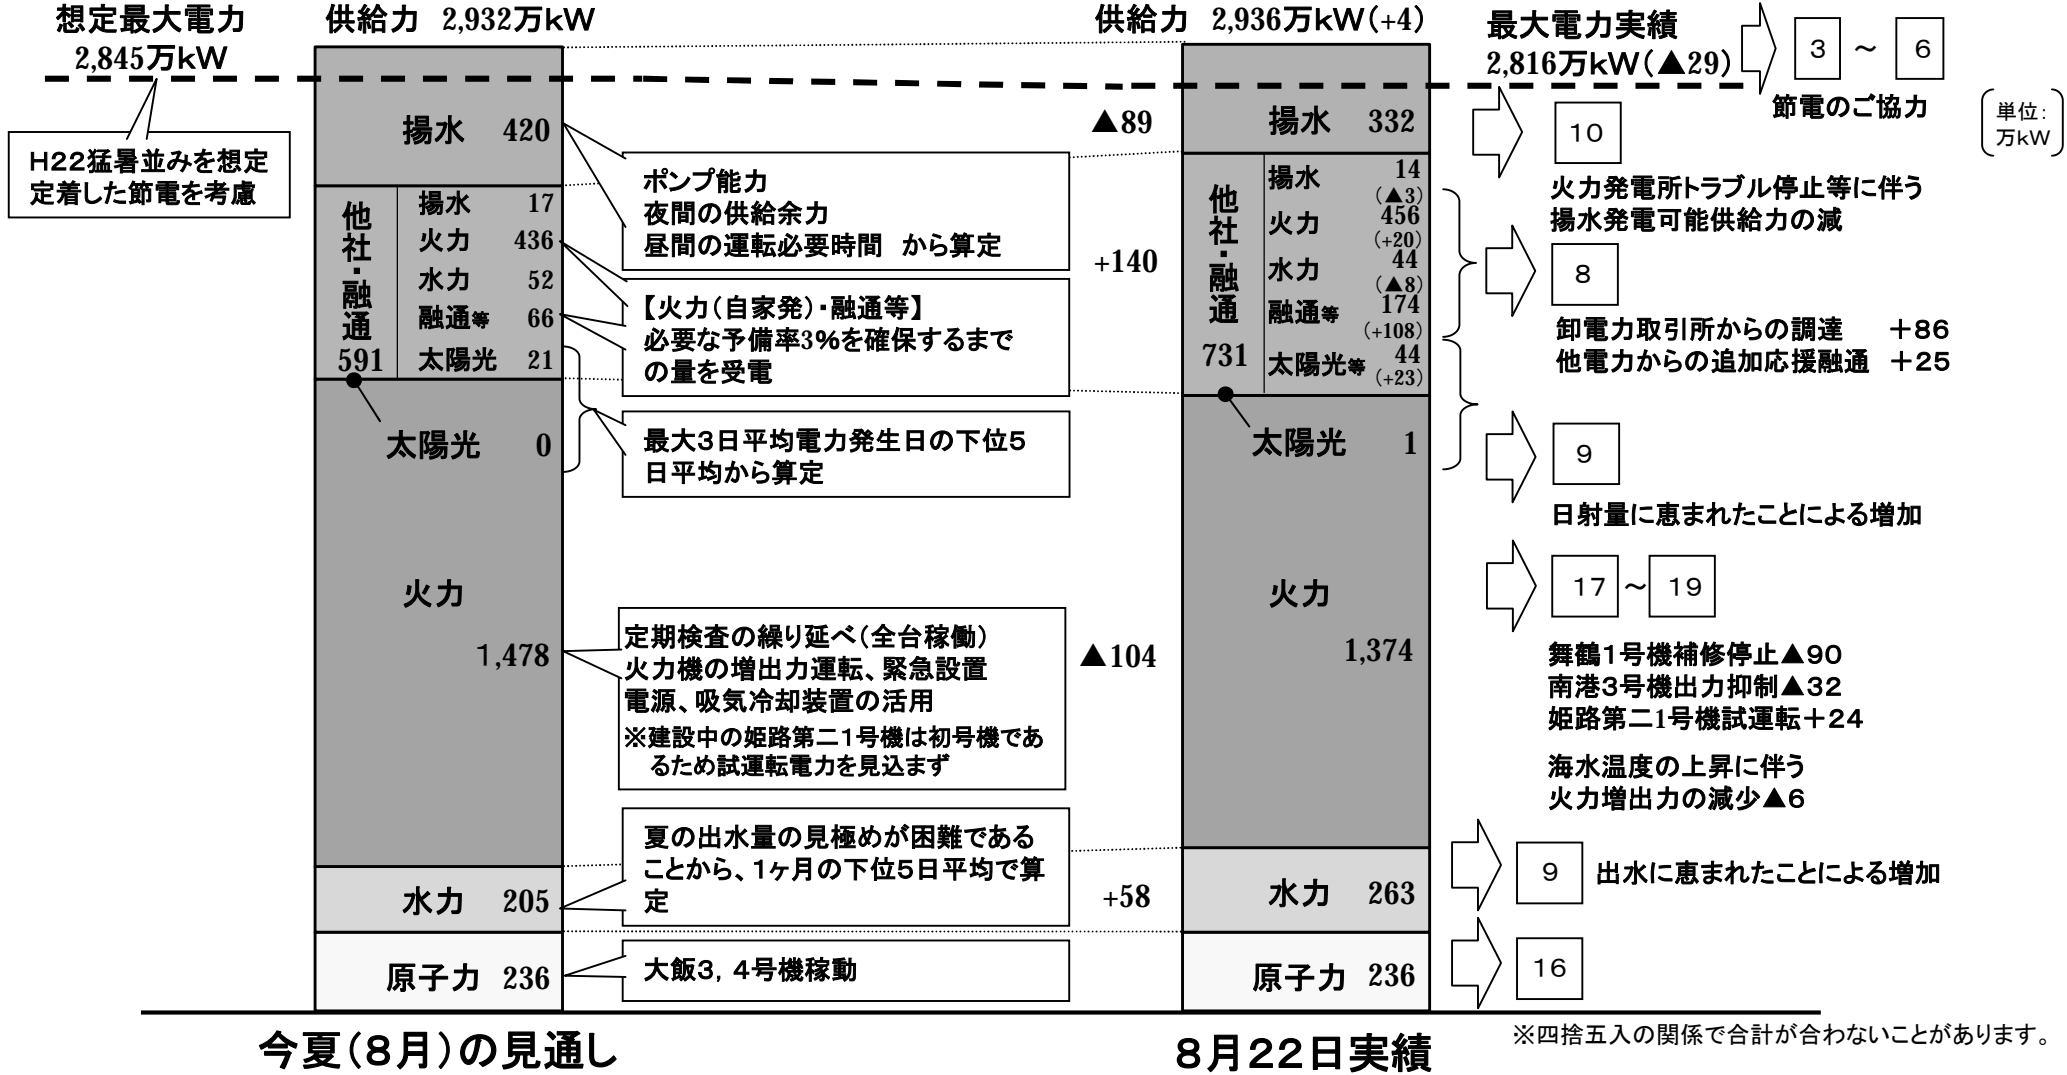 想定最大電力
2,845万kW
供給力 2,932万kW
供給力 2,936万kW(+4)
最大電力実績
2,816万kW(▲29)
3 ～ 6
節電のご協力
単位:
万kW
H22猛暑並みを想定
定着した節電を考慮
揚水 420
他社・融通
591
揚水 17
火力 436
水力 52
融通等 66
太陽光 21
太陽光 0
火力
1,478
水力 205
原子力 236
ポンプ能力
夜間の供給余力
昼間の運転必要時間 から算定
【火力(自家発)・融通等】
必要な予備率3%を確保するまで
の量を受電
最大3日平均電力発生日の下位5
日平均から算定
定期検査の繰り延べ(全台稼働)
火力機の増出力運転、緊急設置
電源、吸気冷却装置の活用
※建設中の姫路第二1号機は初号機であ
るため試運転電力を見込まず
夏の出水量の見極めが困難である
ことから、1ヶ月の下位5日平均で算
定
大飯3，4号機稼動
▲89
+140
▲104
+58
揚水 332
他社・融通
731
揚水 14
(▲3)
火力 456
(+20)
水力 44
(▲8)
融通等 174
(+108)
太陽光等 44
(+23)
太陽光 1
火力
1,374
水力 263
原子力 236
10
火力発電所トラブル停止等に伴う
揚水発電可能供給力の減
8
卸電力取引所からの調達 +86
他電力からの追加応援融通 +25
9
日射量に恵まれたことによる増加
17 ～ 19
舞鶴1号機補修停止▲90
南港3号機出力抑制▲32
姫路第二1号機試運転+24
海水温度の上昇に伴う
火力増出力の減少▲6
9 出水に恵まれたことによる増加
16
※四捨五入の関係で合計が合わないことがあります。
今夏(8月)の見通し
8月22日実績